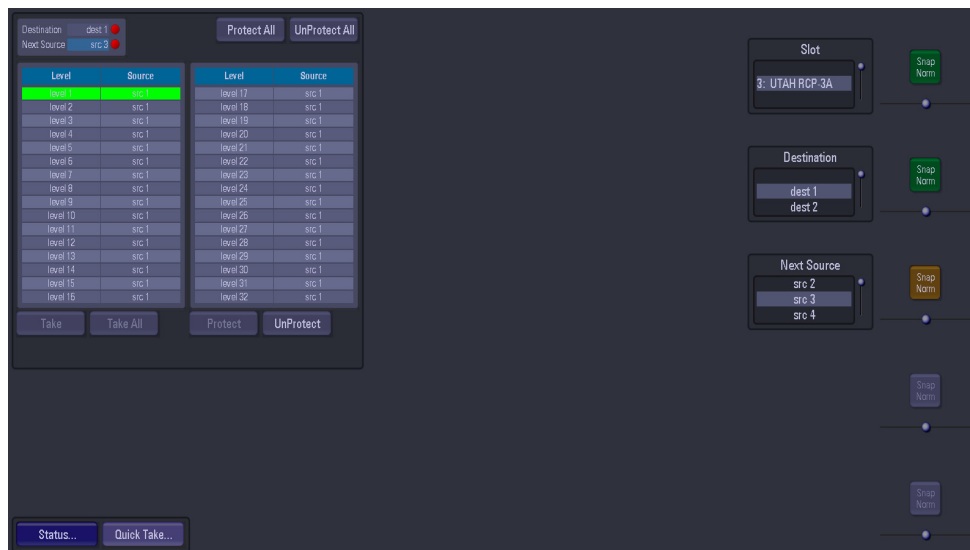 Destination dest 1
Next Source src 3
Protect All UnProtect All
Level Source Level Source
level 1 src 1 level 17 src 1
level 2 src 1 level 18 src 1
level 3 src 1 level 19 src 1
level 4 src 1 level 20 src 1
level 5 src 1 level 21 src 1
level 6 src 1 level 22 src 1
level 7 src 1 level 23 src 1
level 8 src 1 level 24 src 1
level 9 src 1 level 25 src 1
level 10 src 1 level 26 src 1
level 11 src 1 level 27 src 1
level 12 src 1 level 28 src 1
level 13 src 1 level 29 src 1
level 14 src 1 level 30 src 1
level 15 src 1 level 31 src 1
level 16 src 1 level 32 src 1
Take Take All Protect UnProtect
Status... Quick Take...
Slot
3: UTAH RCP-3A
Destination
dest 1
dest 2
Next Source
src 2
src 3
src 4
Snap
Norm
Snap
Norm
Snap
Norm
Snap
Norm
Snap
Norm